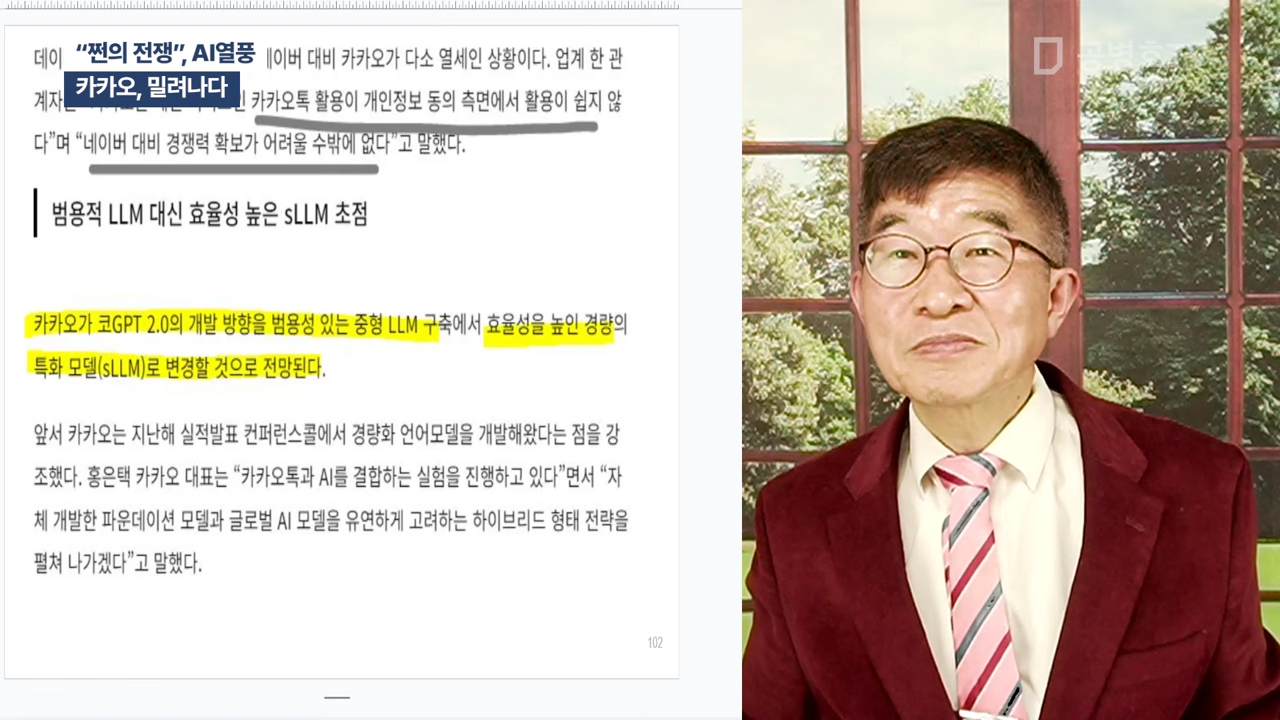 “쩐의 전쟁”, AI열풍
카카오, 밀려나다
데이 네이버 대비 카카오가 다소 열세인 상황이다. 업계 한 관
계자는 카카오톡 활용이 개인정보 동의 측면에서 활용이 쉽지 않
다”며 “네이버 대비 경쟁력 확보가 어려울 수밖에 없다”고 말했다.
범용적 LLM 대신 효율성 높은 sLLM 초점
카카오가 코GPT 2.0의 개발 방향을 범용성 있는 중형 LLM 구축에서 효율성을 높인 경량의
특화 모델(sLLM)로 변경할 것으로 전망된다.
앞서 카카오는 지난해 실적발표 컨퍼런스콜에서 경량화 언어모델을 개발해왔다는 점을 강
조했다. 홍은택 카카오 대표는 “카카오톡과 AI를 결합하는 실험을 진행하고 있다”면서 “자
체 개발한 파운데이션 모델과 글로벌 AI 모델을 유연하게 고려하는 하이브리드 형태 전략을
펼쳐 나가겠다”고 말했다.
102